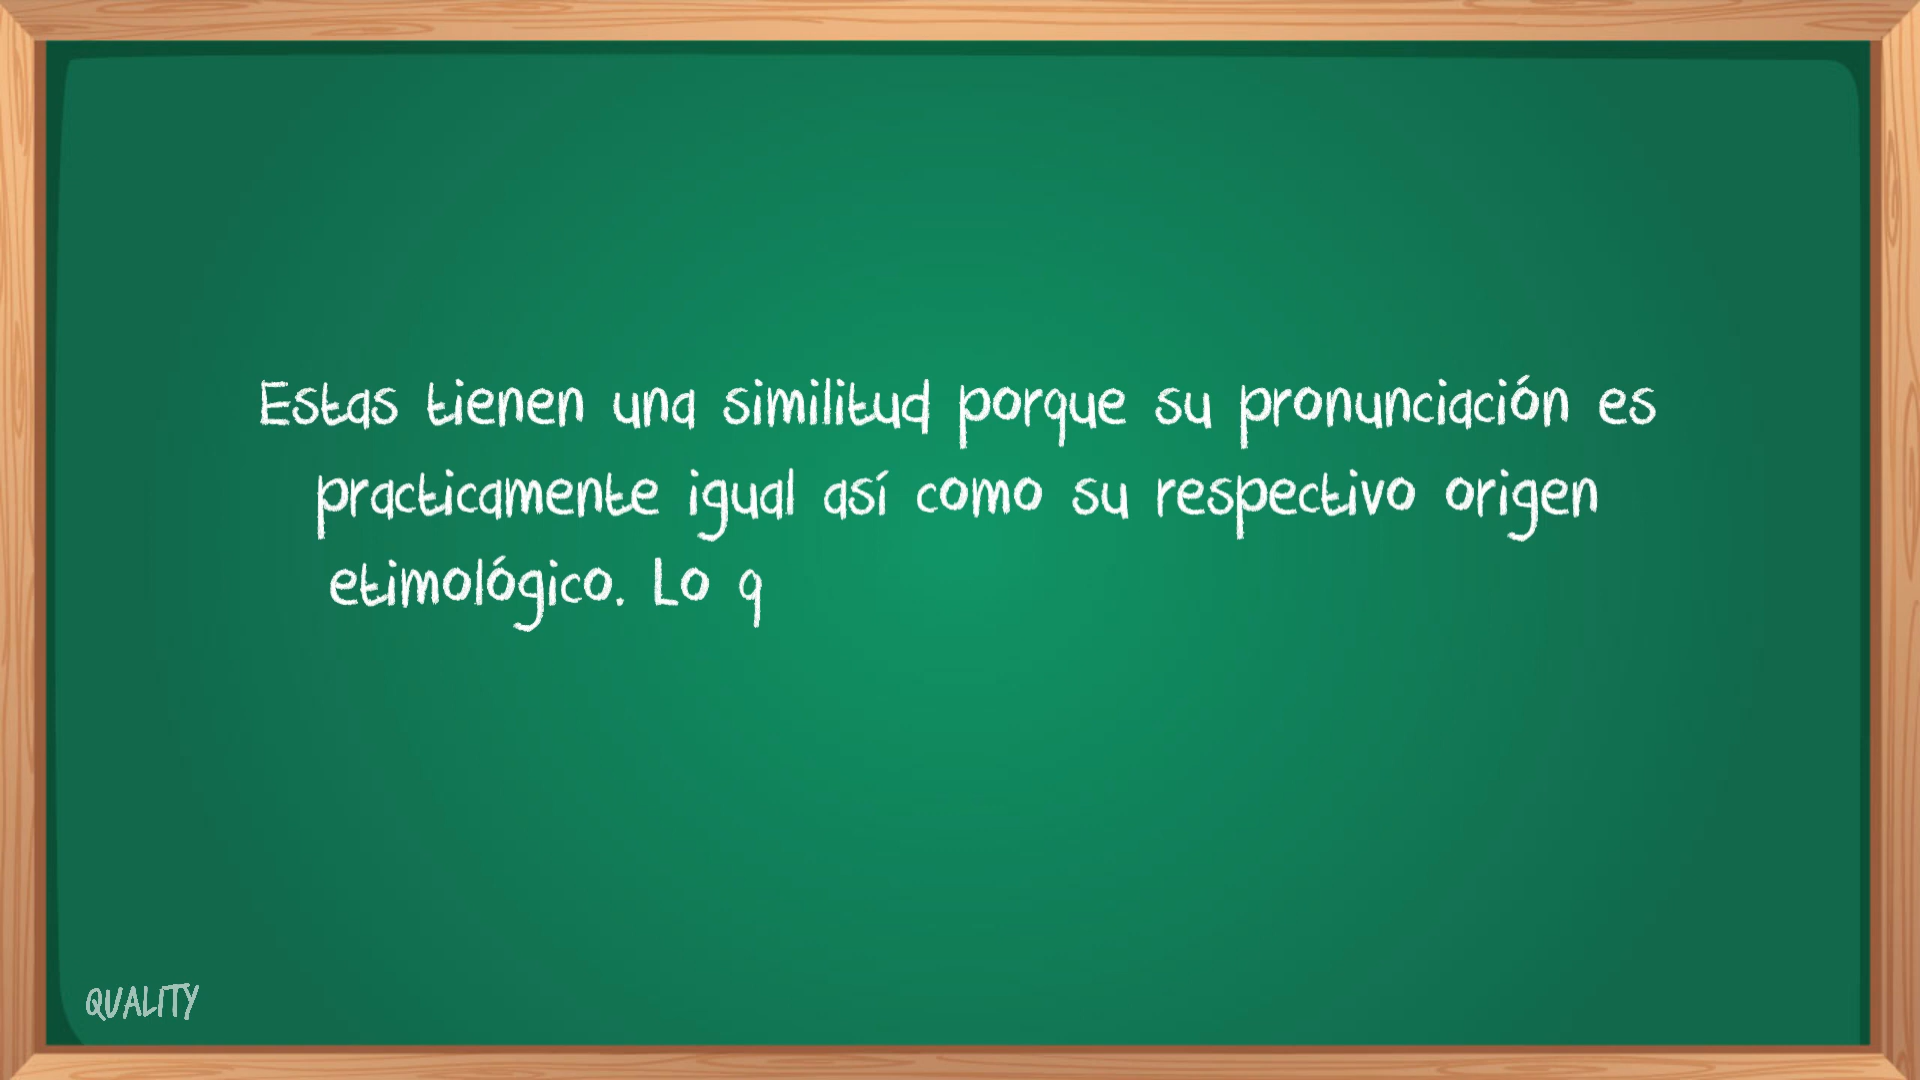 Estas tienen una similitud porque su pronunciación es
practicamente igual así como su respectivo origen
etimológico. Lo q
QUALITY